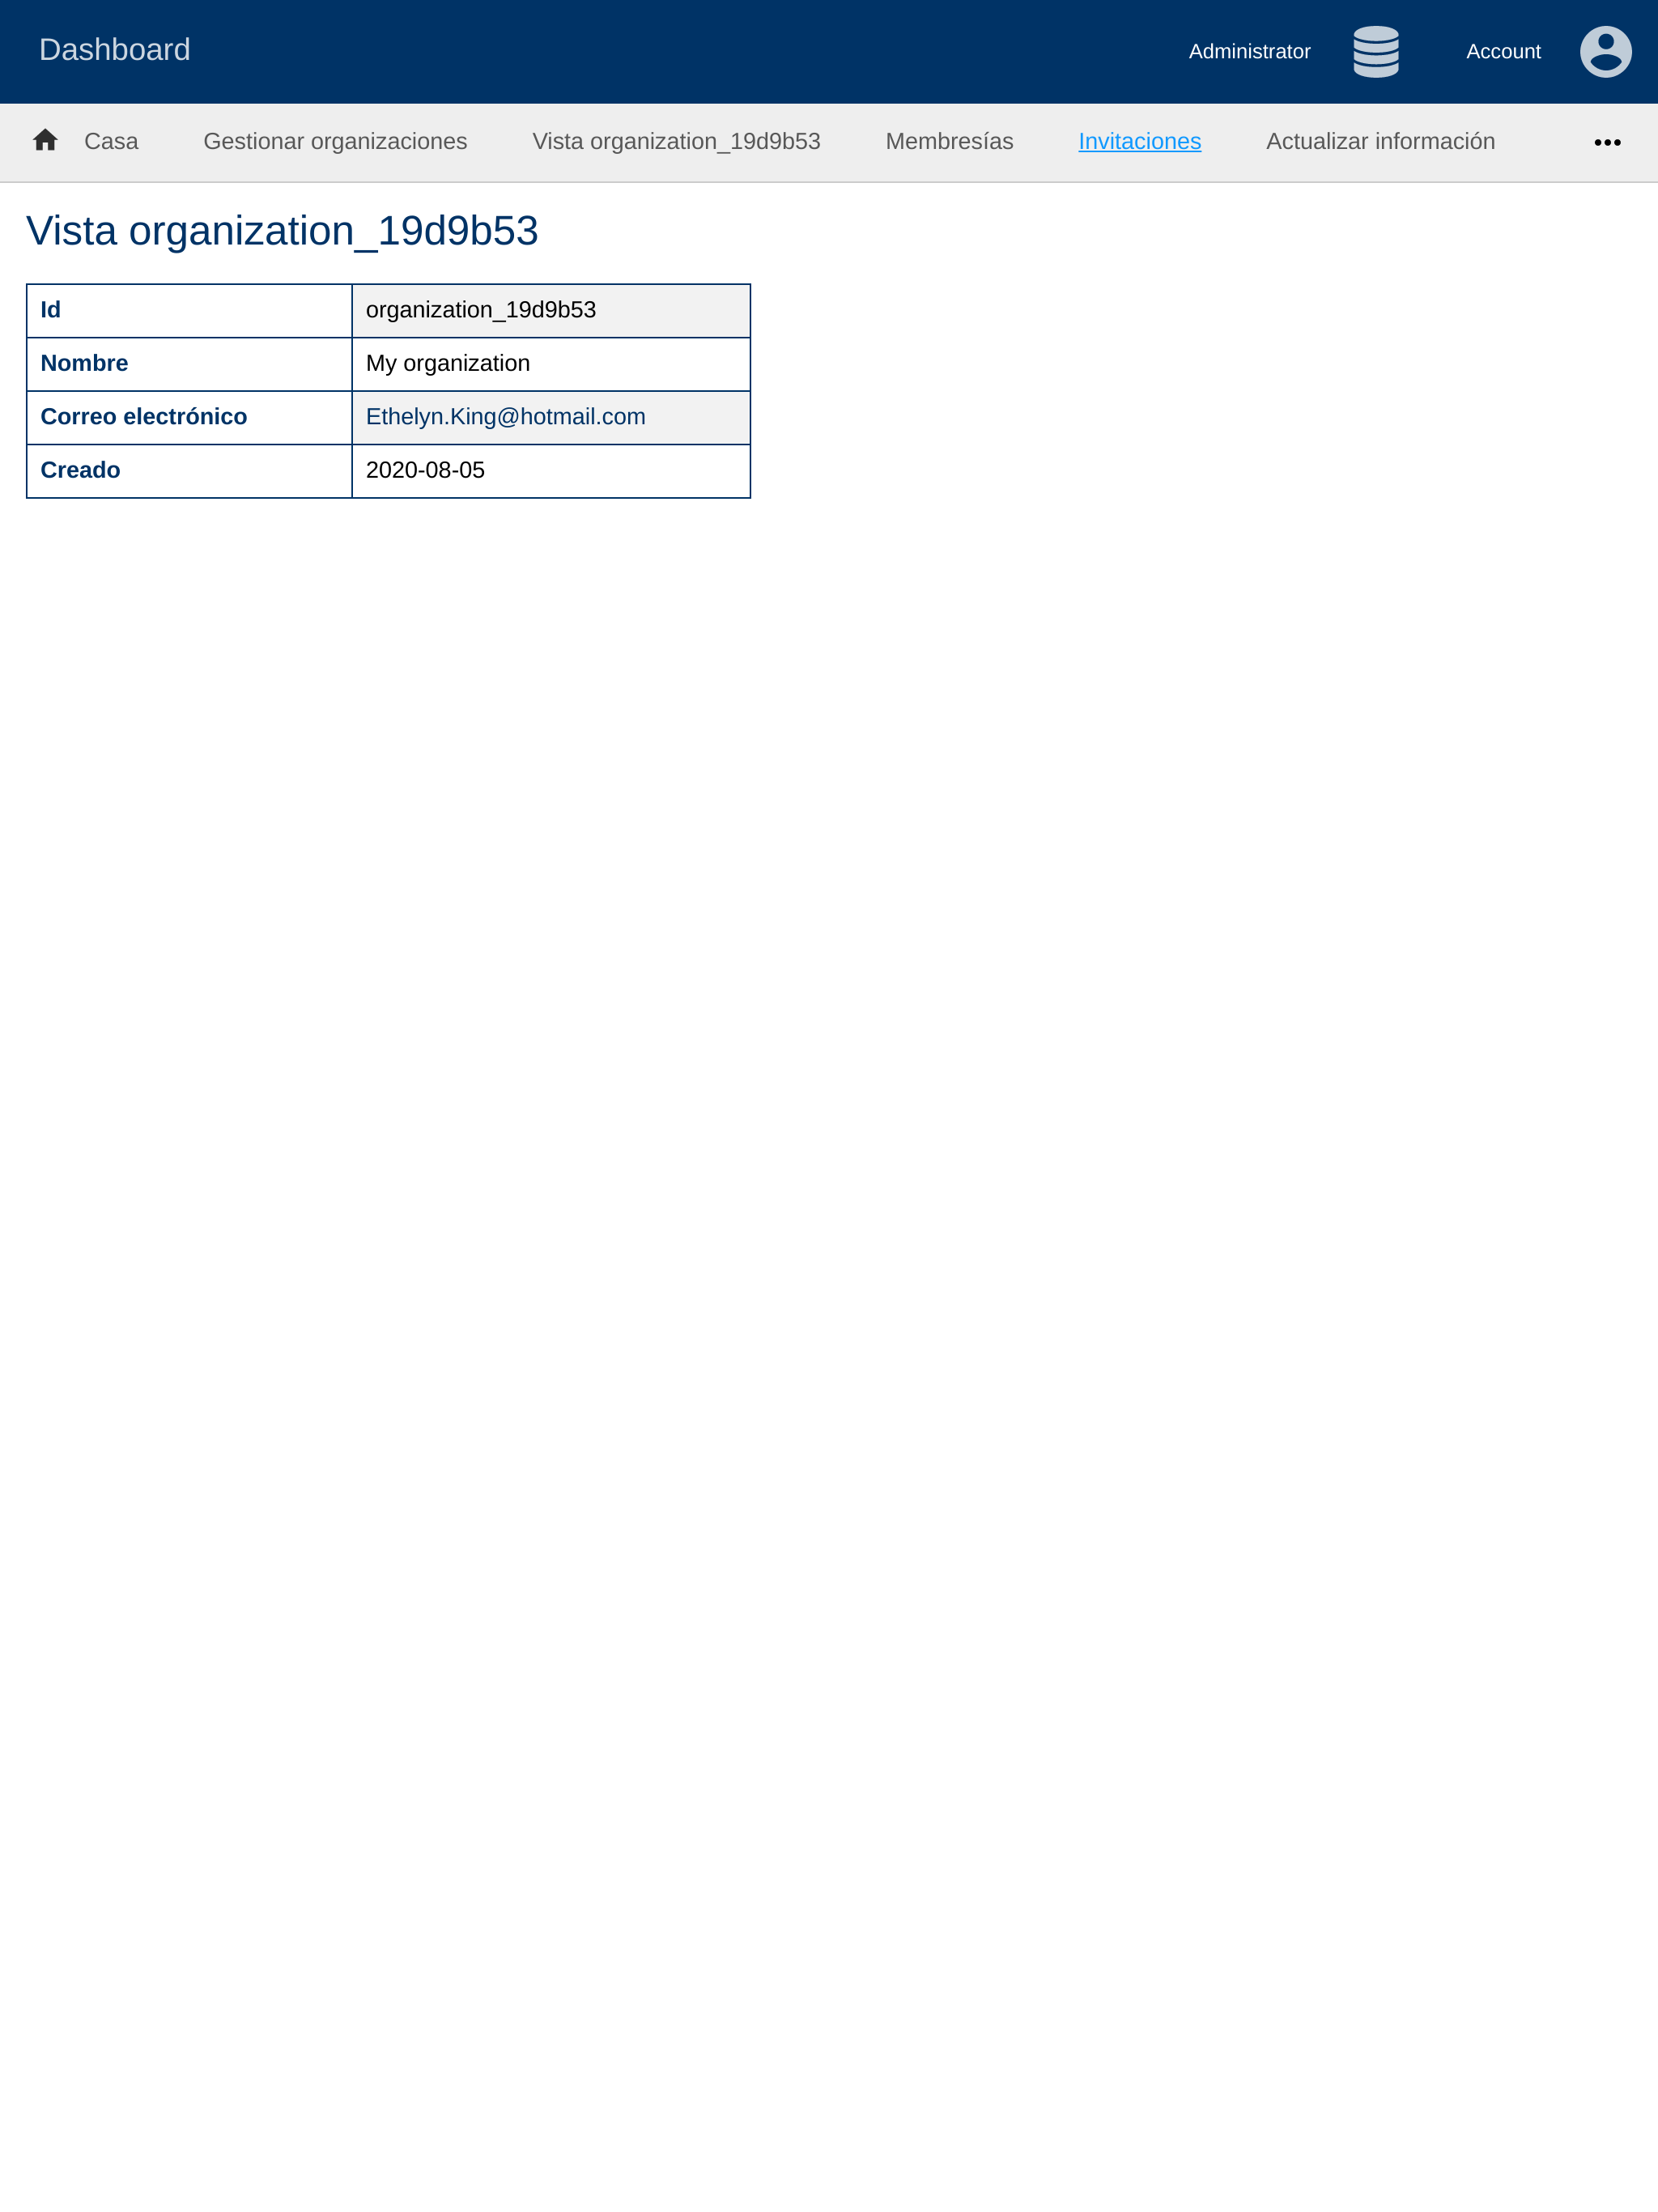 Dashboard Administrator Account
Casa Gestionar organizaciones Vista organization_19d9b53 Membresías Invitaciones Actualizar información
Vista organization_19d9b53
Id organization_19d9b53
Nombre My organization
Correo electrónico Ethelyn.King@hotmail.com
Creado 2020-08-05